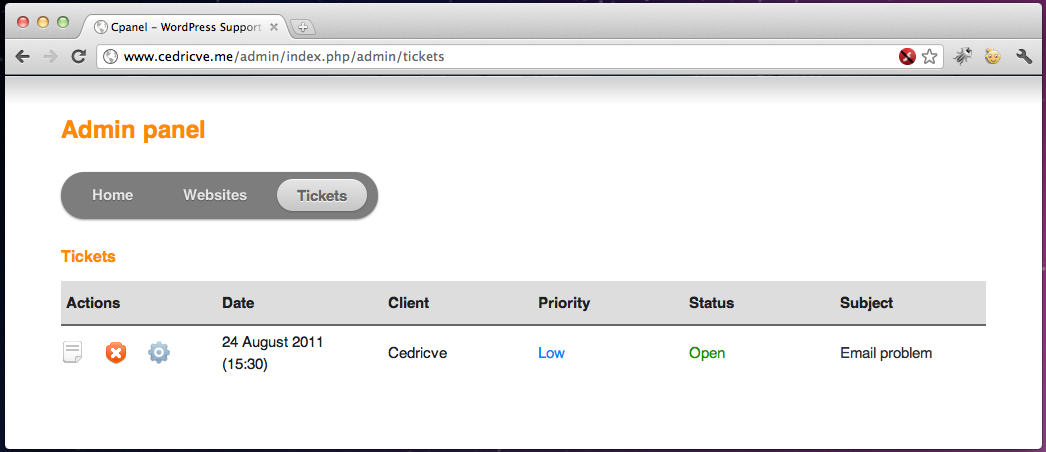 Cpanel – WordPress Support
www.cedricve.me/admin/index.php/admin/tickets
Admin panel
Home Websites Tickets
Tickets
Actions Date Client Priority Status Subject
24 August 2011
(15:30)
Cedricve Low Open Email problem